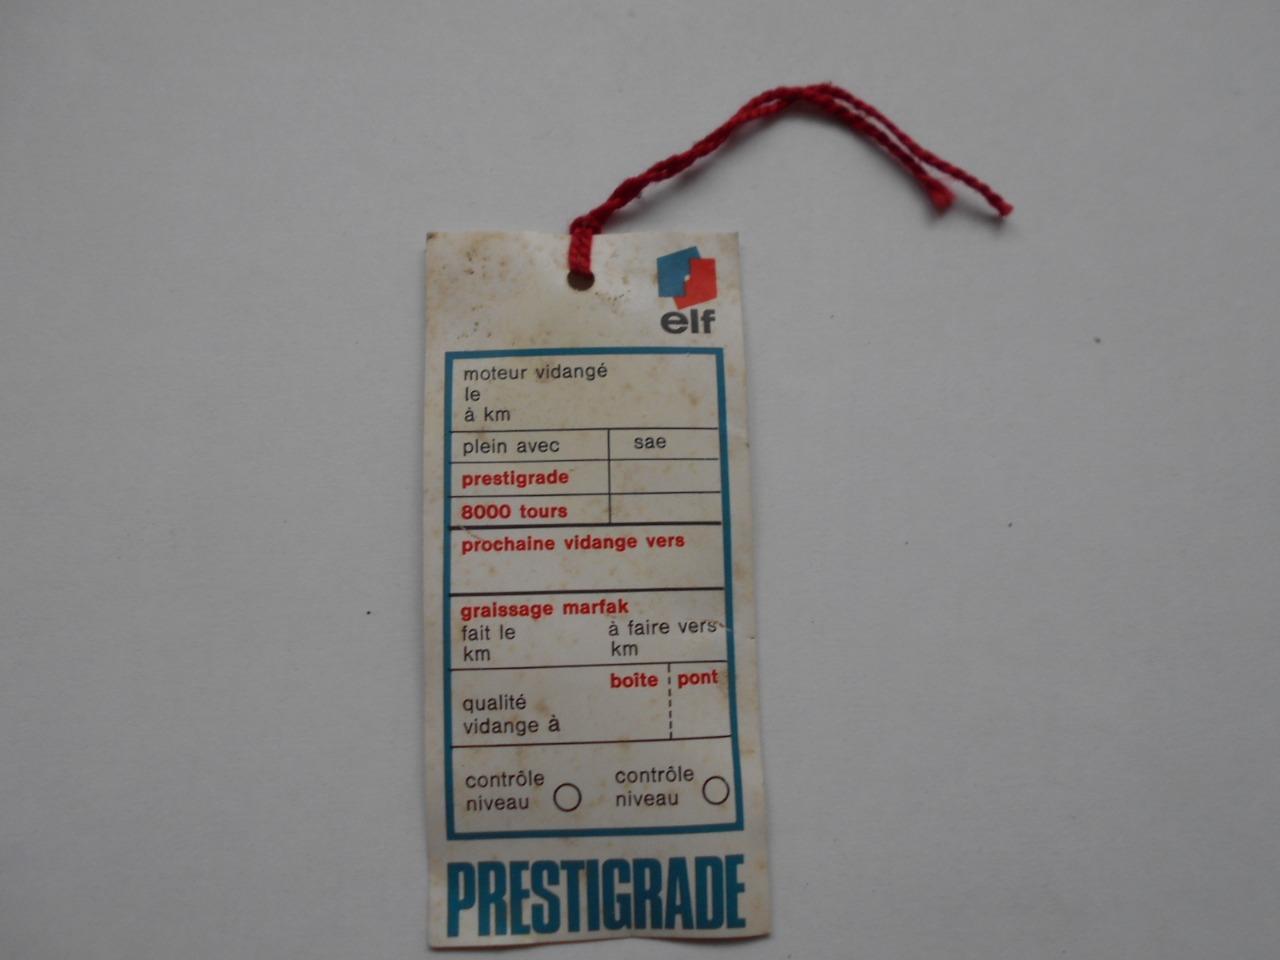 elf
moteur vidangé
le
à km
plein avec sae
prestigrade
8000 tours
prochaine vidange vers
graissage marfak
fait le à faire vers
km km
boîte pont
qualité
vidange à
contrôle contrôle
niveau niveau
PRESTIGRADE